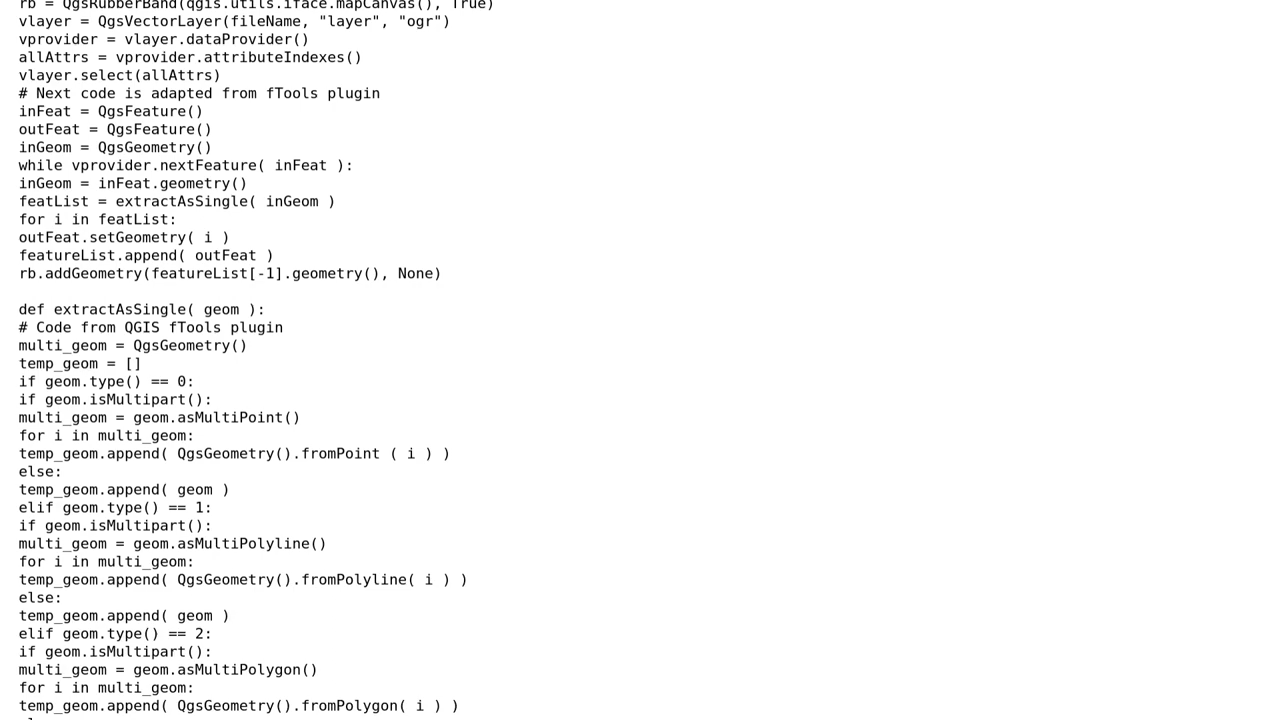 rb = QgsRubberBand(qgis.utils.iface.mapCanvas(), True)
vlayer = QgsVectorLayer(fileName, "layer", "ogr")
vprovider = vlayer.dataProvider()
allAttrs = vprovider.attributeIndexes()
vlayer.select(allAttrs)
# Next code is adapted from fTools plugin
inFeat = QgsFeature()
outFeat = QgsFeature()
inGeom = QgsGeometry()
while vprovider.nextFeature( inFeat ):
inGeom = inFeat.geometry()
featList = extractAsSingle( inGeom )
for i in featList:
outFeat.setGeometry( i )
featureList.append( outFeat )
rb.addGeometry(featureList[-1].geometry(), None)

def extractAsSingle( geom ):
# Code from QGIS fTools plugin
multi_geom = QgsGeometry()
temp_geom = []
if geom.type() == 0:
if geom.isMultipart():
multi_geom = geom.asMultiPoint()
for i in multi_geom:
temp_geom.append( QgsGeometry().fromPoint ( i ) )
else:
temp_geom.append( geom )
elif geom.type() == 1:
if geom.isMultipart():
multi_geom = geom.asMultiPolyline()
for i in multi_geom:
temp_geom.append( QgsGeometry().fromPolyline( i ) )
else:
temp_geom.append( geom )
elif geom.type() == 2:
if geom.isMultipart():
multi_geom = geom.asMultiPolygon()
for i in multi_geom:
temp_geom.append( QgsGeometry().fromPolygon( i ) )